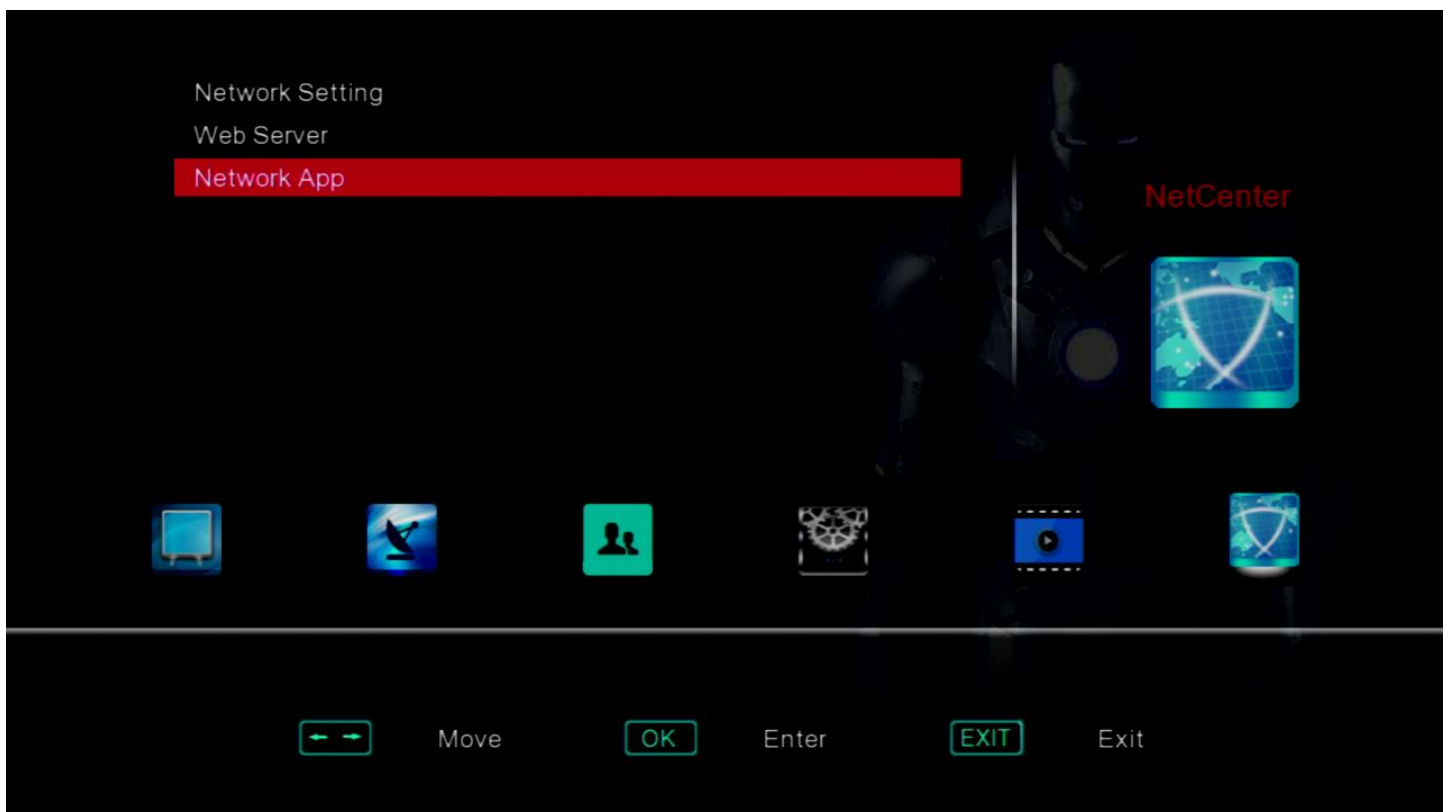 Network Setting
Web Server
Network App
NetCenter
Move
OK
Enter
EXIT
Exit